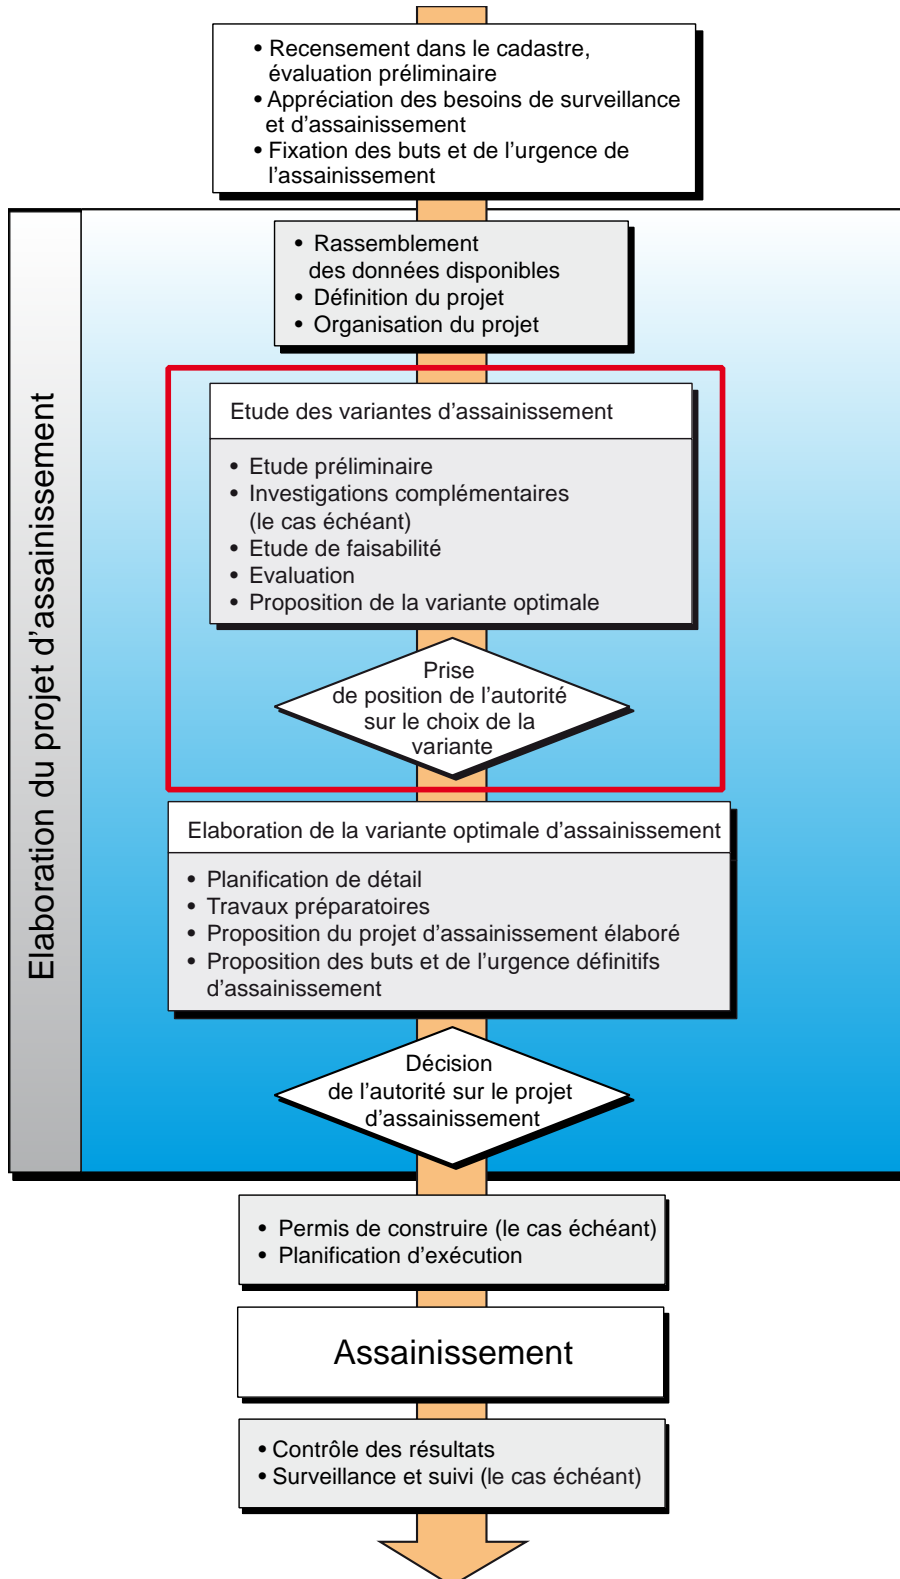 • Recensement dans le cadastre,
évaluation préliminaire
• Appréciation des besoins de surveillance
et d'assainissement
• Fixation des buts et de l'urgence de
l'assainissement
Elaboration du projet d'assainissement
• Rassemblement
des données disponibles
• Définition du projet
• Organisation du projet
Etude des variantes d'assainissement
• Etude préliminaire
• Investigations complémentaires
(le cas échéant)
• Etude de faisabilité
• Evaluation
• Proposition de la variante optimale
Prise
de position de l'autorité
sur le choix de la
variante
Elaboration de la variante optimale d'assainissement
• Planification de détail
• Travaux préparatoires
• Proposition du projet d'assainissement élaboré
• Proposition des buts et de l'urgence définitifs
d'assainissement
Décision
de l'autorité sur le projet
d'assainissement
• Permis de construire (le cas échéant)
• Planification d'exécution
Assainissement
• Contrôle des résultats
• Surveillance et suivi (le cas échéant)